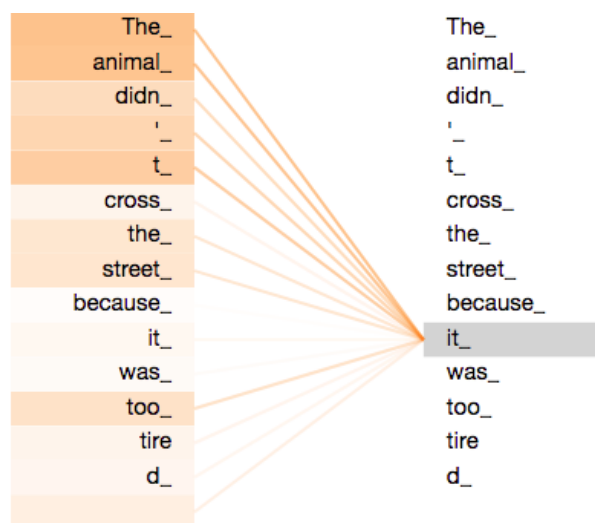 The_ The_
animal_ animal_
didn_ didn_
'_ '_
t_ t_
cross_ cross_
the_ the_
street_ street_
because_ because_
it_ it_
was_ was_
too_ too_
tire tire
d_ d_